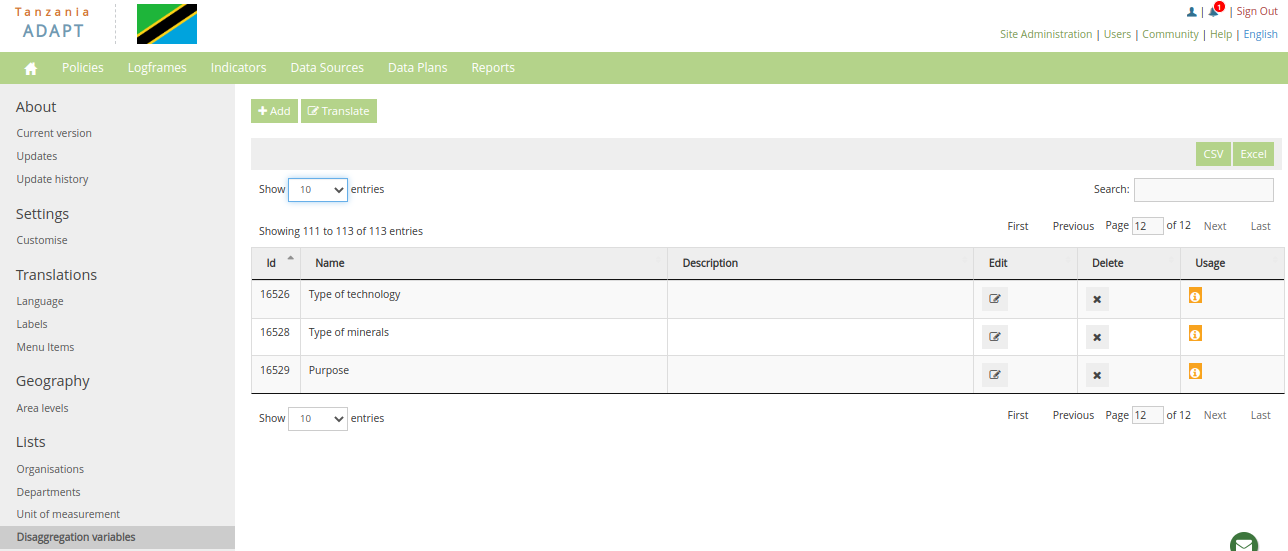 Tanzania
ADAPT
1 | Sign Out
Site Administration | Users | Community | Help | English
Policies Logframes Indicators Data Sources Data Plans Reports
About
Current version
Updates
Update history
Settings
Customise
Translations
Language
Labels
Menu Items
Geography
Area levels
Lists
Organisations
Departments
Unit of measurement
Disaggregation variables
Add Translate
CSV Excel
Show 10 entries Search:
Showing 111 to 113 of 113 entries First Previous Page 12 of 12 Next Last
Id Name Description Edit Delete Usage
16526 Type of technology
16528 Type of minerals
16529 Purpose
Show 10 entries First Previous Page 12 of 12 Next Last